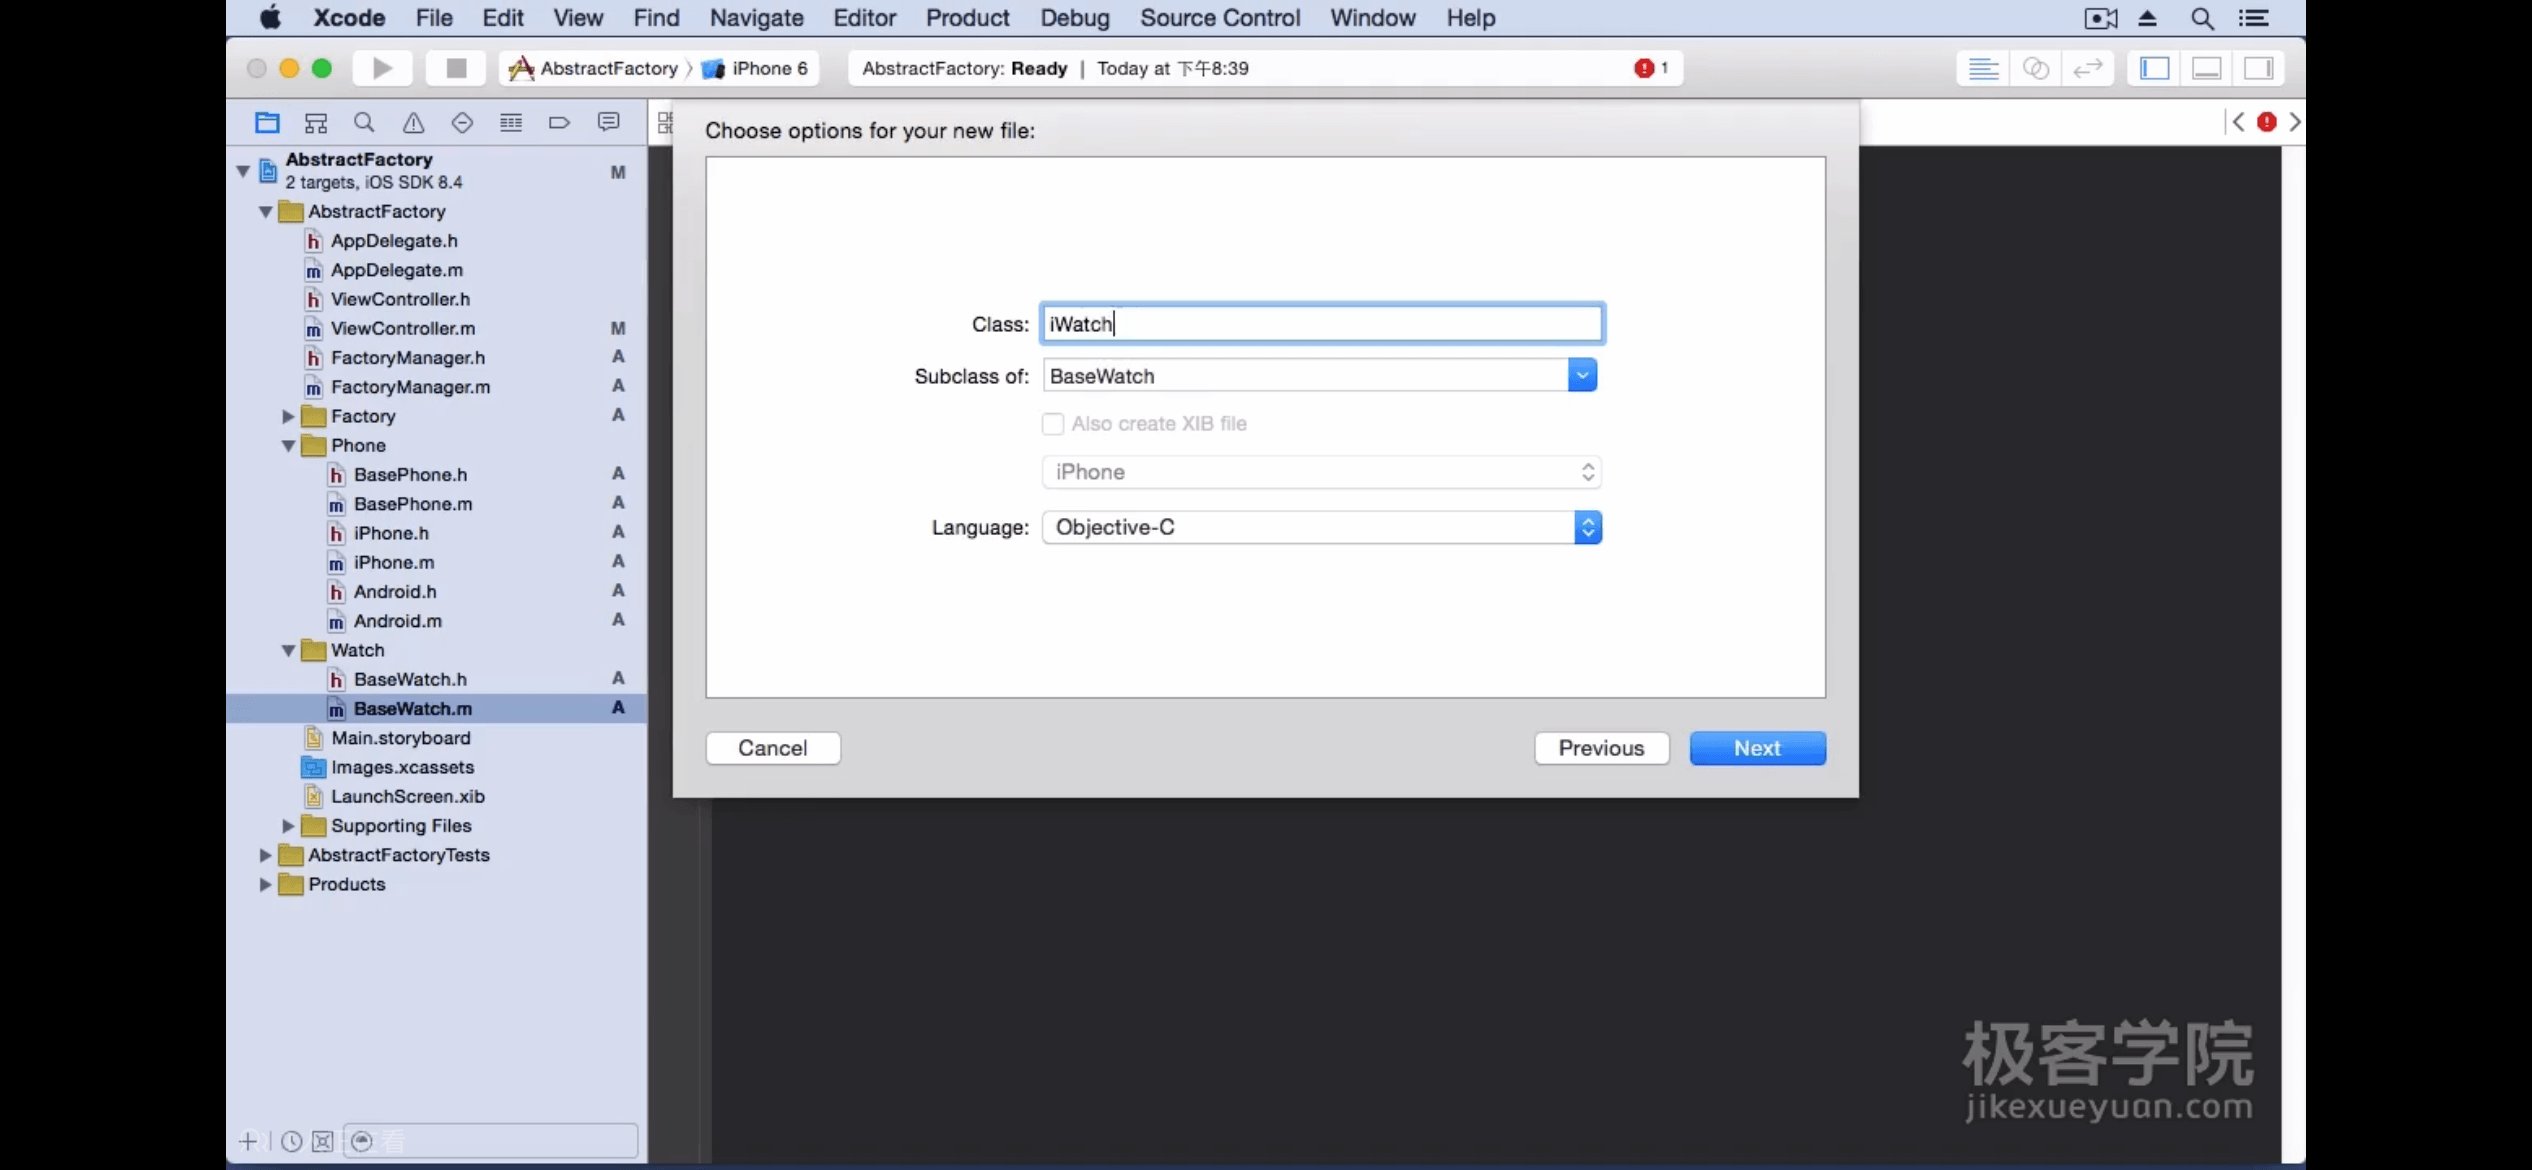 Xcode File Edit View Find Navigate Editor Product Debug Source Control Window Help
AbstractFactory iPhone 6
AbstractFactory: Ready | Today at 下午8:39
1
AbstractFactory
2 targets, iOS SDK 8.4
M
AbstractFactory
AppDelegate.h
AppDelegate.m
ViewController.h
ViewController.m M
FactoryManager.h A
FactoryManager.m A
Factory A
Phone
BasePhone.h A
BasePhone.m A
iPhone.h A
iPhone.m A
Android.h A
Android.m A
Watch
BaseWatch.h A
BaseWatch.m A
Main.storyboard
Images.xcassets
LaunchScreen.xib
Supporting Files
AbstractFactoryTests
Products
Choose options for your new file:
Class: iWatch
Subclass of: BaseWatch
Also create XIB file
iPhone
Language: Objective-C
Cancel Previous Next
极客学院
jikexueyuan.com